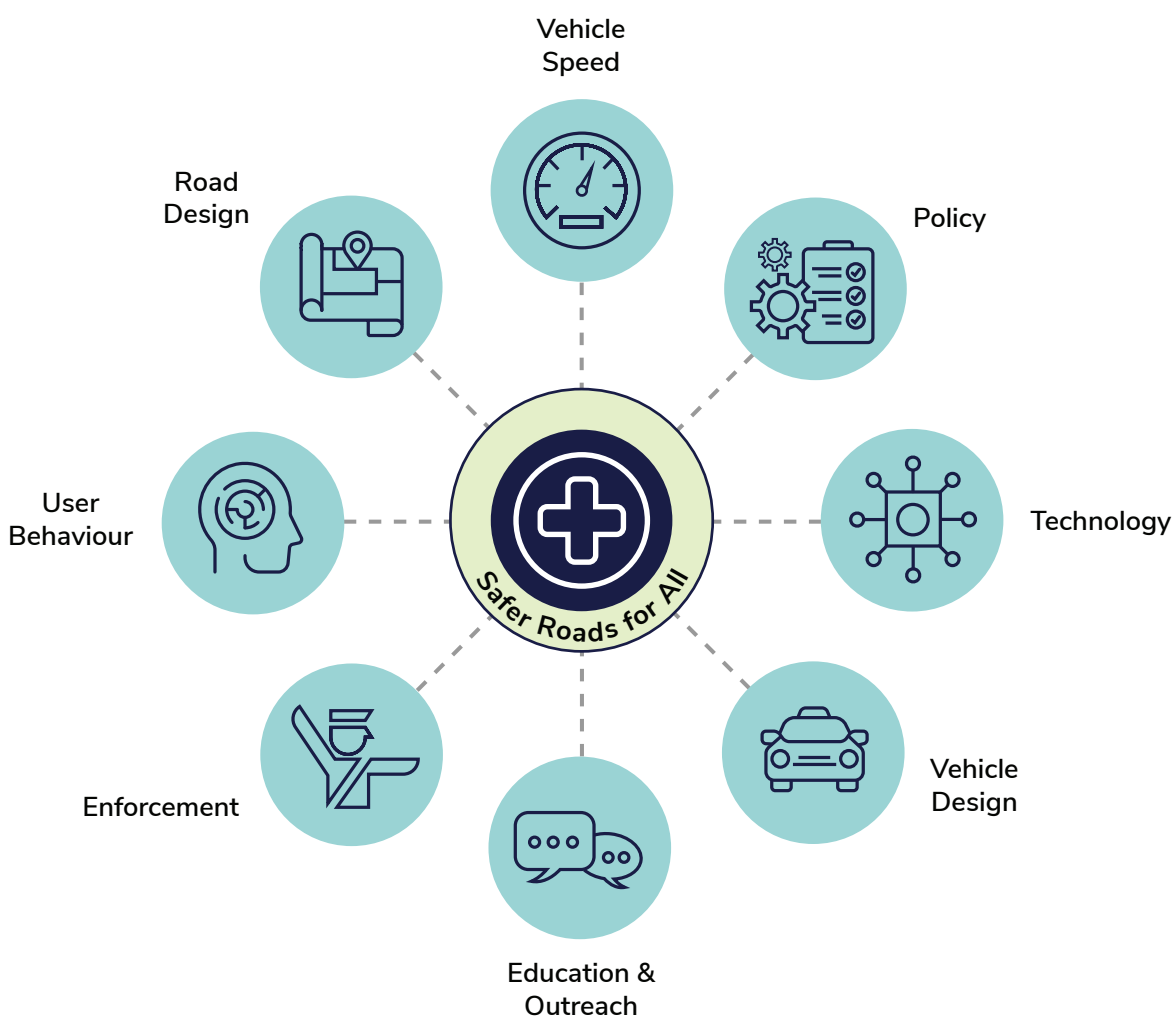 Vehicle
Speed
Road
Design
Policy
User
Behaviour
Technology
Safer Roads for All
Enforcement
Vehicle
Design
Education &
Outreach